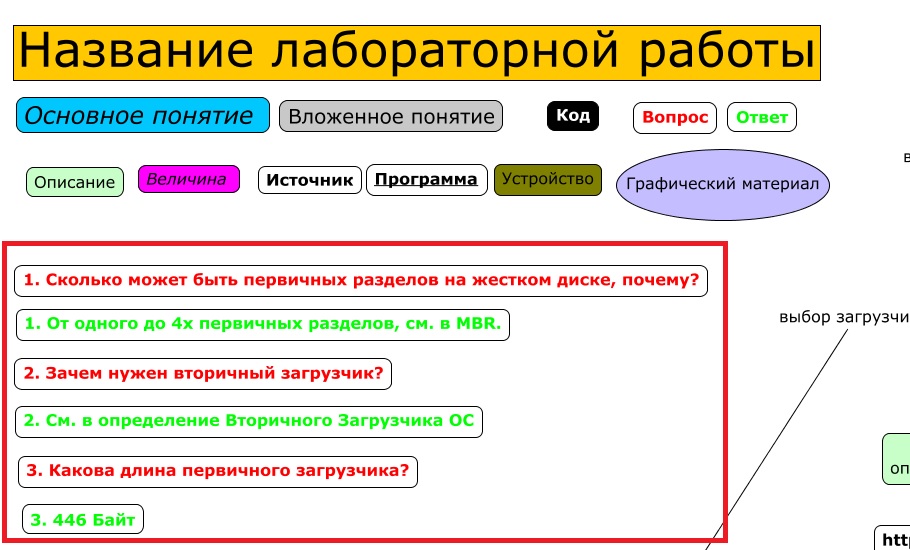 Название лабораторной работы
Основное понятие Вложенное понятие Код Вопрос Ответ
Описание Величина Источник Программа Устройство Графический материал
1. Сколько может быть первичных разделов на жестком диске, почему?
1. От одного до 4х первичных разделов, см. в MBR.
выбор загрузчи
2. Зачем нужен вторичный загрузчик?
2. См. в определение Вторичного Загрузчика ОС
3. Какова длина первичного загрузчика?
оп
3. 446 Байт
http